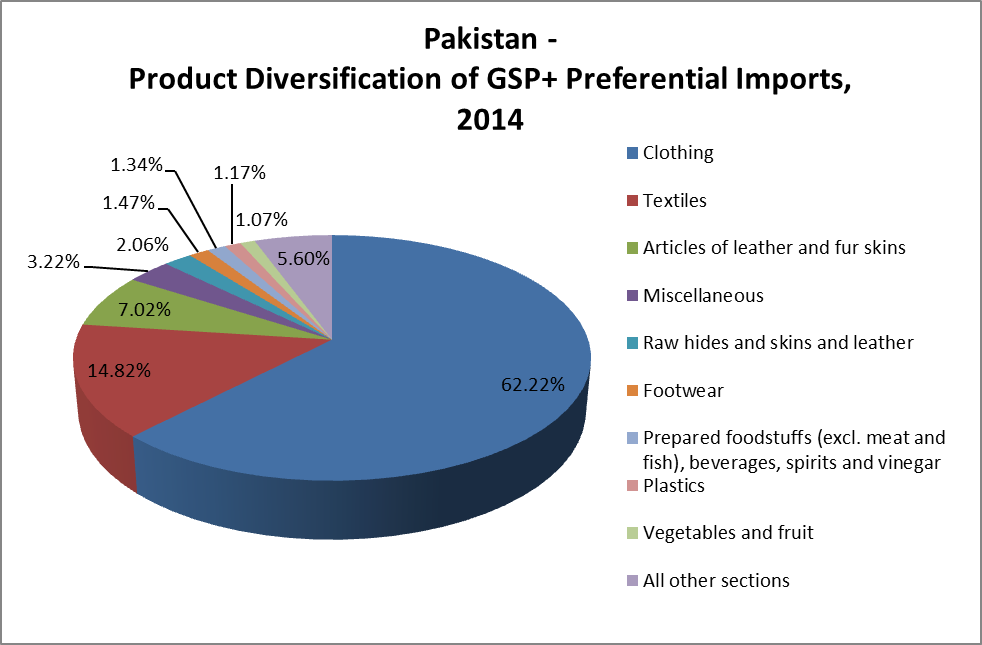 Pakistan -
Product Diversification of GSP+ Preferential Imports,
2014
1.34%
1.17%
1.47%
1.07%
2.06%
3.22%
5.60%
7.02%
14.82%
62.22%
Clothing
Textiles
Articles of leather and fur skins
Miscellaneous
Raw hides and skins and leather
Footwear
Prepared foodstuffs (excl. meat and
fish), beverages, spirits and vinegar
Plastics
Vegetables and fruit
All other sections